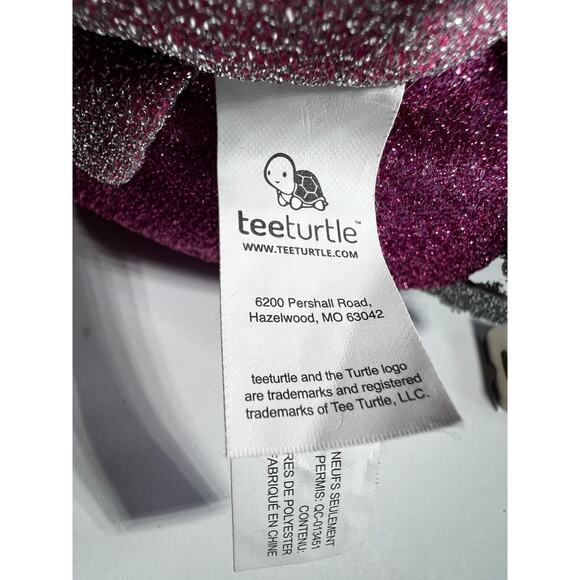 teeturtle™
WWW.TEETURTLE.COM
6200 Pershall Road,
Hazelwood, MO 63042
teeturtle and the Turtle logo
are trademarks and registered
trademarks of Tee Turtle, LLC.
NEUFS SEULEMENT
PERMIS: QC-013451
CONTENU:
RES DE POLYESTER
FABRIQUÉ EN CHINE